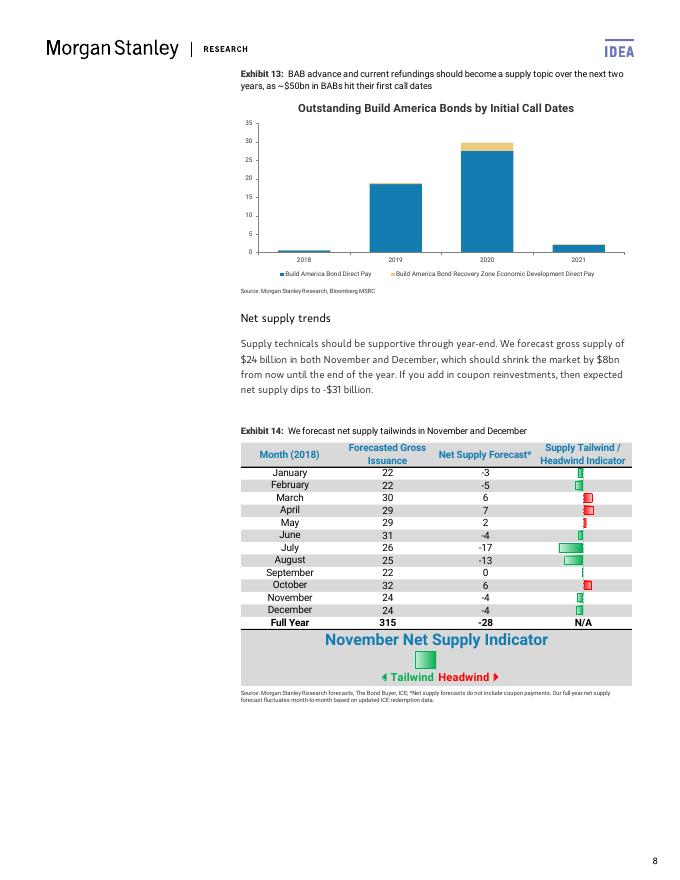 Morgan Stanley | RESEARCH
IDEA
Exhibit 13: BAB advance and current refundings should become a supply topic over the next two
years, as ~$50bn in BABs hit their first call dates
Outstanding Build America Bonds by Initial Call Dates
35
30
25
20
15
10
5
0
2018 2019 2020 2021
Build America Bond Direct Pay Build America Bond Recovery Zone Economic Development Direct Pay
Source: Morgan Stanley Research, Bloomberg, MSRC
Net supply trends
Supply technicals should be supportive through year-end. We forecast gross supply of
$24 billion in both November and December, which should shrink the market by $8bn
from now until the end of the year. If you add in coupon reinvestments, then expected
net supply dips to -$31 billion.
Exhibit 14: We forecast net supply tailwinds in November and December
Month (2018) Forecasted Gross Issuance Net Supply Forecast* Supply Tailwind / Headwind Indicator
January 22 -3
February 22 -5
March 30 6
April 29 7
May 29 2
June 31 -4
July 26 -17
August 25 -13
September 22 0
October 32 6
November 24 -4
December 24 -4
Full Year 315 -28 N/A
November Net Supply Indicator
Tailwind Headwind
Source: Morgan Stanley Research forecasts, The Bond Buyer, ICE; *Net supply forecasts do not include coupon payments. Our full-year net supply
forecast fluctuates month-to-month based on updated ICE redemption data.
8